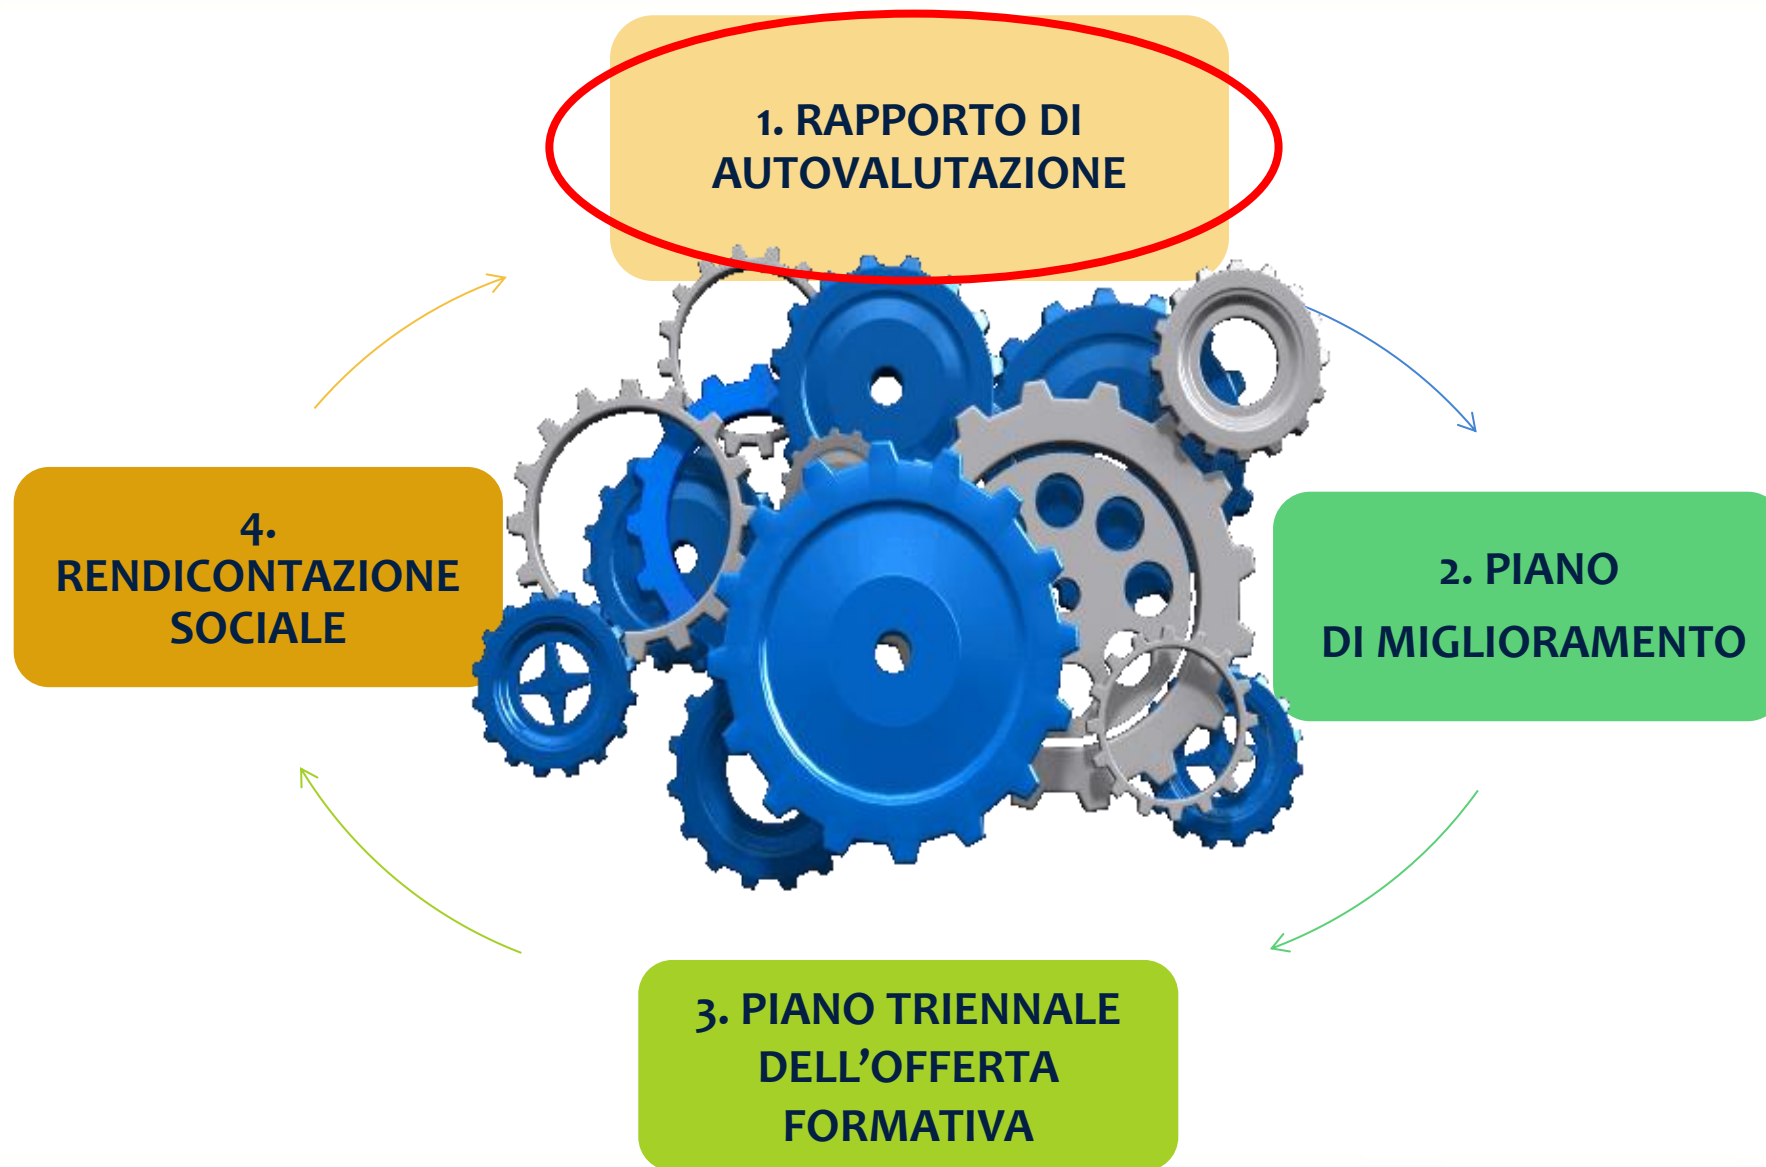 1. RAPPORTO DI
AUTOVALUTAZIONE
2. PIANO
DI MIGLIORAMENTO
3. PIANO TRIENNALE
DELL’OFFERTA
FORMATIVA
4.
RENDICONTAZIONE
SOCIALE